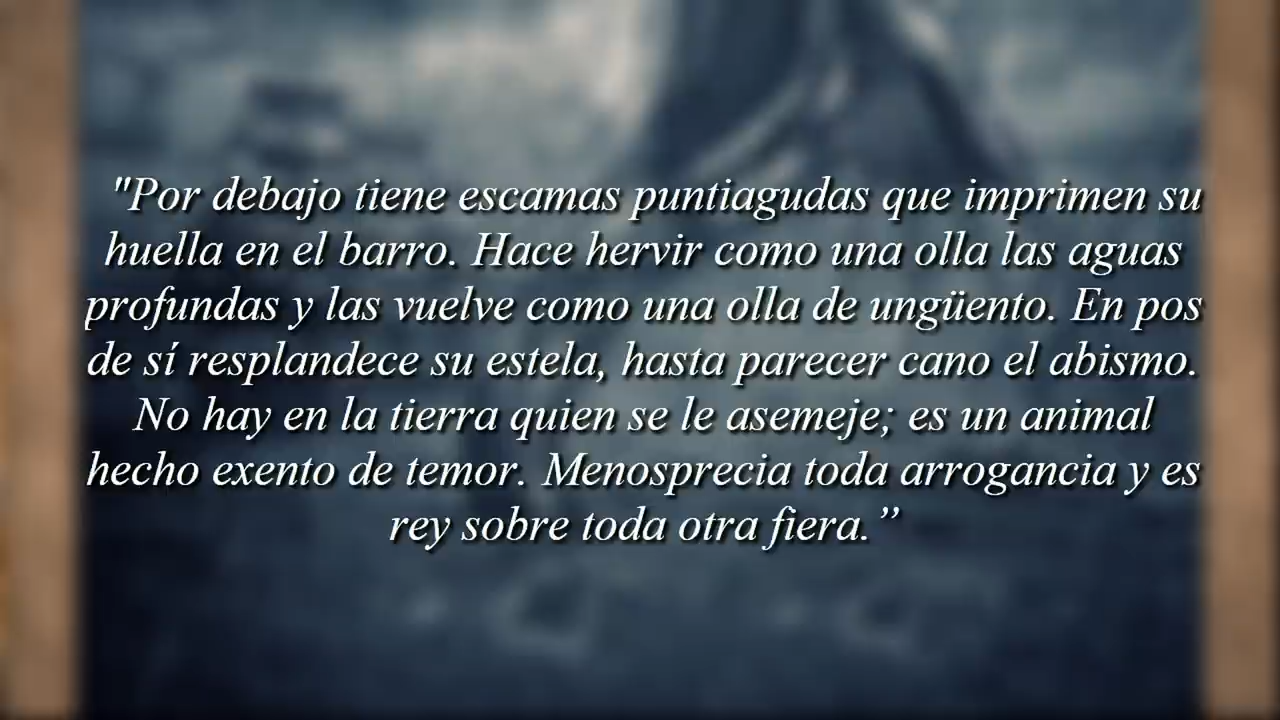 "Por debajo tiene escamas puntiagudas que imprimen su
huella en el barro. Hace hervir como una olla las aguas
profundas y las vuelve como una olla de ungüento. En pos
de sí resplandece su estela, hasta parecer cano el abismo.
No hay en la tierra quien se le asemeje; es un animal
hecho exento de temor. Menosprecia toda arrogancia y es
rey sobre toda otra fiera.”